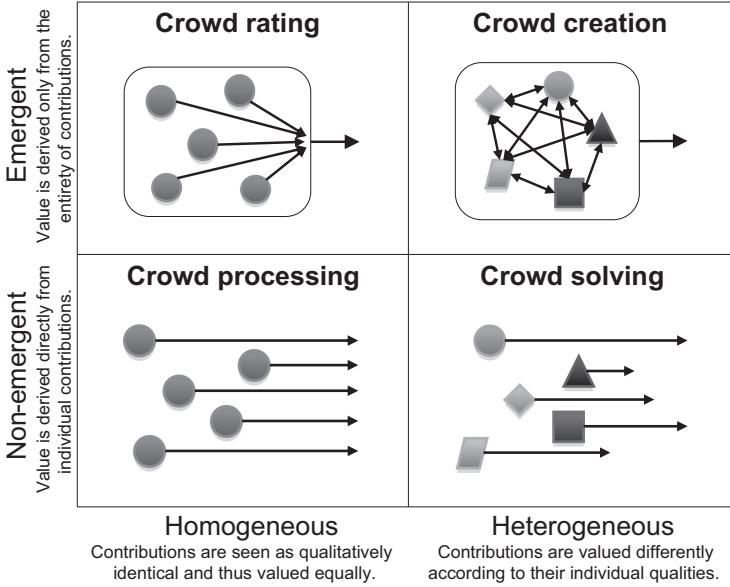 Crowd rating
Crowd creation
Emergent
Value is derived only from the
entirety of contributions.
Crowd processing
Crowd solving
Non-emergent
Value is derived directly from
individual contributions.
Homogeneous
Contributions are seen as qualitatively
identical and thus valued equally.
Heterogeneous
Contributions are valued differently
according to their individual qualities.